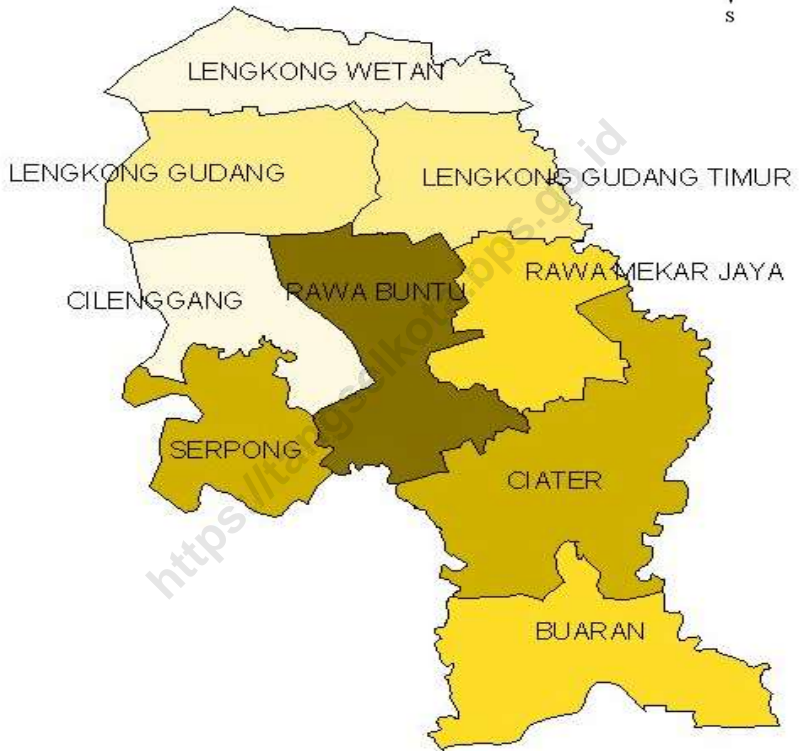 S
LENGKONG WETAN
LENGKONG GUDANG
LENGKONG GUDANG TIMUR
RAWA MEKAR JAYA
CILENGGANG
RAWA BUNTU
SERPONG
CIATER
BUARAN
https://tangselkota.bps.go.id